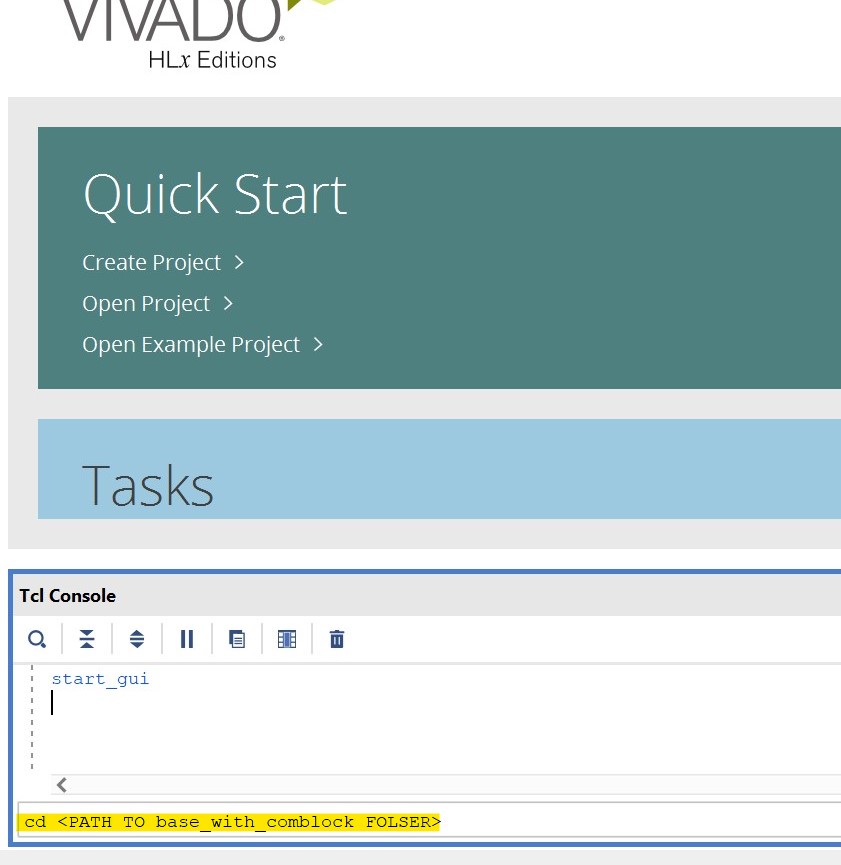 VIVADO®
HLx Editions
Quick Start
Create Project >
Open Project >
Open Example Project >
Tasks
Tcl Console
start_gui
cd <PATH TO base_with_comblock FOLSER>